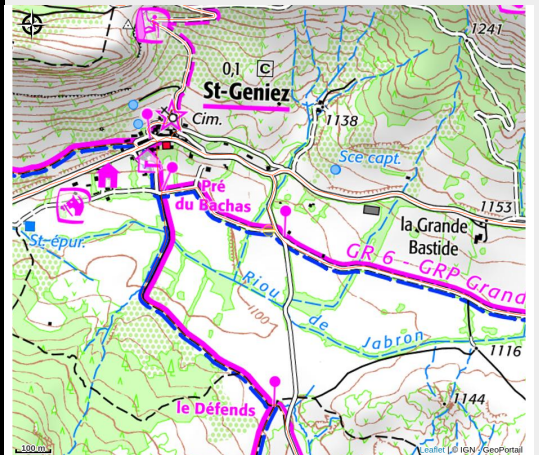 1241
0,1 C
St-Geniez
Cim.
1138
Sce capt.
Pré
du Bachas
1153
la Grande
Bastide
St. épur.
GR 6 - GRP Grand
Riou de Jabron
1100
1116
le Défends
1144
100 m
Leaflet | © IGN - GeoPortail